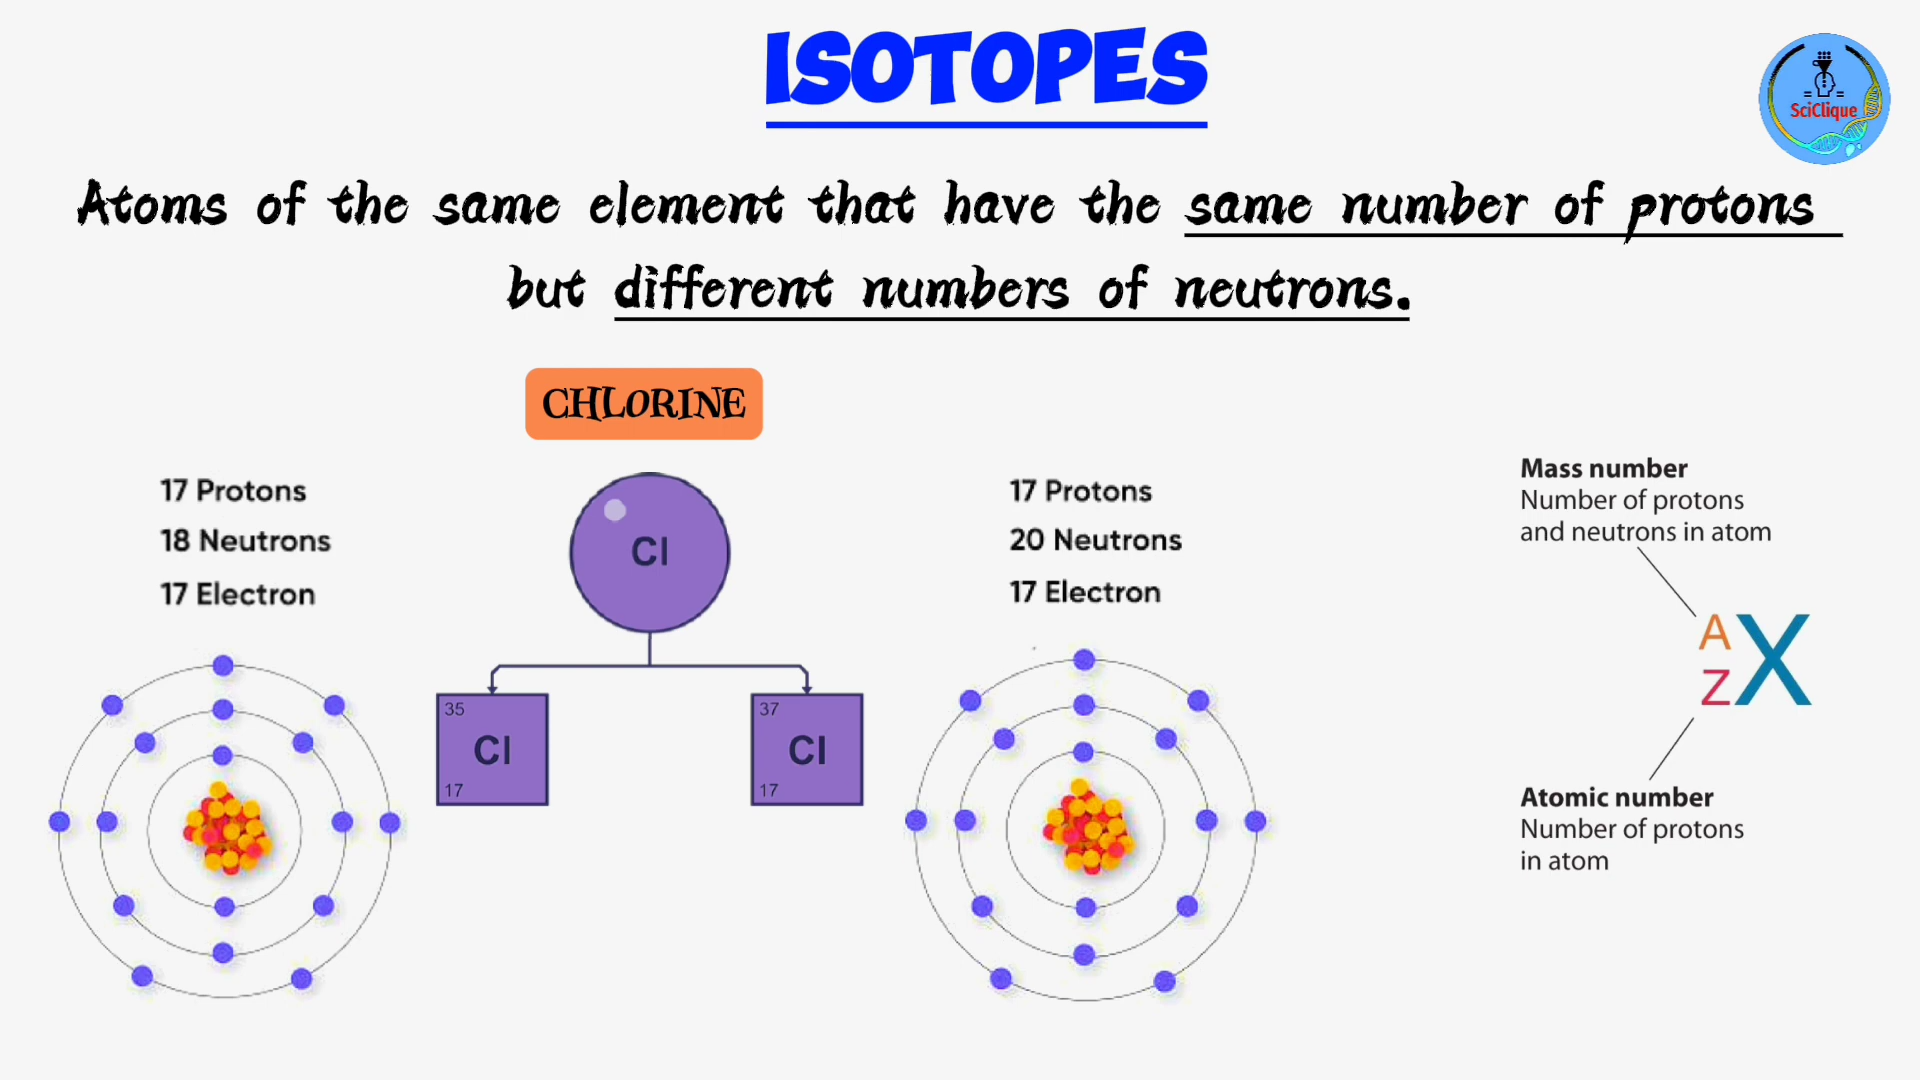 ISOTOPES
SciClique
Atoms of the same element that have the same number of protons
but different numbers of neutrons.
CHLORINE
17 Protons
18 Neutrons
17 Electron
Cl
35
Cl
17
37
Cl
17
17 Protons
20 Neutrons
17 Electron
Mass number
Number of protons
and neutrons in atom
A
Z
X
Atomic number
Number of protons
in atom